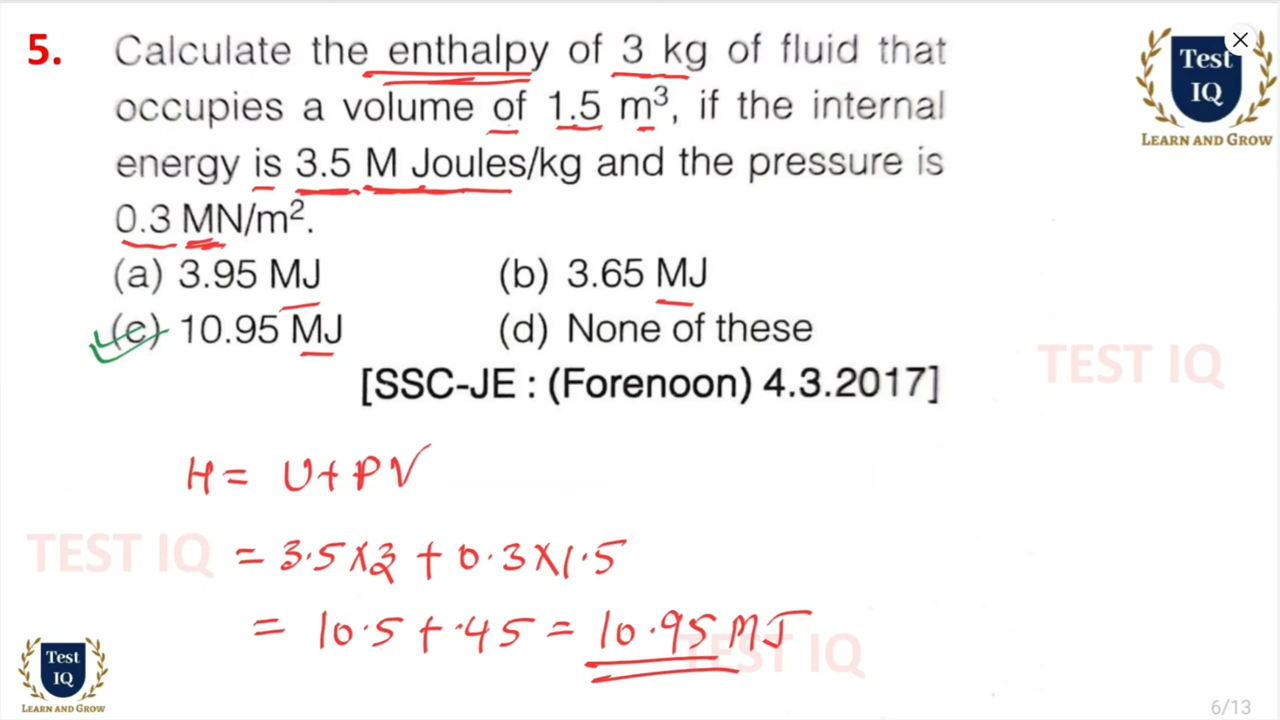 5. Calculate the enthalpy of 3 kg of fluid that
occupies a volume of 1.5 m³, if the internal
energy is 3.5 M Joules/kg and the pressure is
0.3 MN/m².
(a) 3.95 MJ (b) 3.65 MJ
(c) 10.95 MJ (d) None of these
[SSC-JE : (Forenoon) 4.3.2017]
H = U+PV
= 3.5×3 + 0.3×1.5
= 10.5 + .45 = 10.95 MJ
Test
IQ
LEARN AND GROW
TEST IQ
TEST IQ
TEST IQ
Test
IQ
LEARN AND GROW
6/13